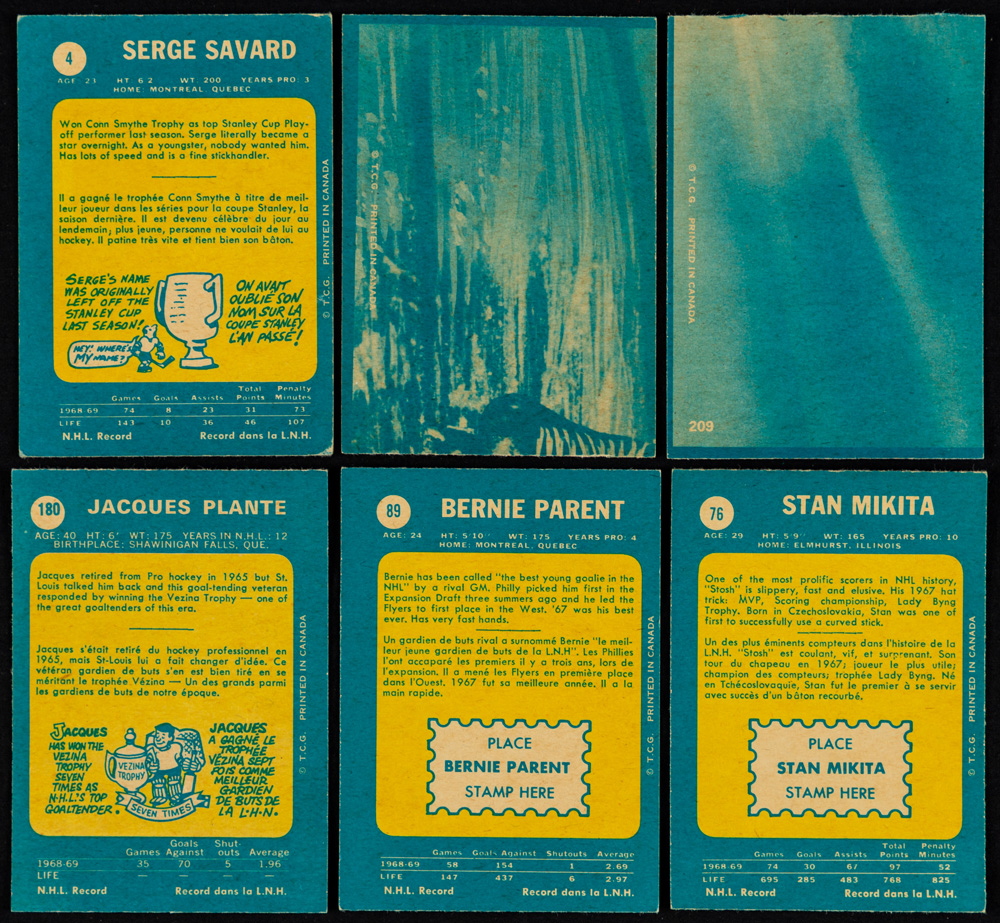 4
SERGE SAVARD
AGE: 23 HT: 6 2 WT: 200 YEARS PRO: 3
HOME: MONTREAL, QUEBEC
Won Conn Smythe Trophy as top Stanley Cup Play-
off performer last season. Serge literally became a
star overnight. As a youngster, nobody wanted him.
Has lots of speed and is a fine stickhandler.
Il a gagné le trophée Conn Smythe à titre de meil-
leur joueur dans les séries pour la coupe Stanley, la
saison dernière. Il est devenu célèbre du jour au
lendemain; plus jeune, personne ne voulait de lui au
hockey. Il patine très vite et tient bien son bâton.
SERGE'S NAME
WAS ORIGINALLY
LEFT OFF THE
STANLEY CUP
LAST SEASON!
HEY! WHERE'S
MY NAME?
ON AVAIT
OUBLIÉ SON
NOM SUR LA
COUPE STANLEY
L'AN PASSÉ!
Total Penalty
Games Goals Assists Points Minutes
1968-69 74 8 23 31 73
LIFE 143 10 36 46 107
N.H.L. Record Record dans la L.N.H.
© T.C.G. PRINTED IN CANADA
© T.C.G. PRINTED IN CANADA
© T.C.G. PRINTED IN CANADA
209
180
JACQUES PLANTE
AGE: 40 HT: 6' WT: 175 YEARS IN N.H.L.: 12
BIRTHPLACE: SHAWINIGAN FALLS, QUE.
Jacques retired from Pro hockey in 1965 but St.
Louis talked him back and this goal-tending veteran
responded by winning the Vezina Trophy — one of
the great goaltenders of this era.
Jacques s'était retiré du hockey professionnel en
1965, mais St-Louis lui a fait changer d'idée. Ce
vétéran gardien de buts s'en est bien tiré en se
méritant le trophée Vézina — Un des grands parmi
les gardiens de buts de notre époque.
JACQUES
HAS WON THE
VEZINA
TROPHY
SEVEN
TIMES AS
N.H.L.'S TOP
GOALTENDER.
VEZINA
TROPHY
SEVEN TIMES
JACQUES
A GAGNÉ LE
TROPHÉE
VÉZINA SEPT
FOIS COMME
MEILLEUR
GARDIEN
DE BUTS DE
LA L.H.N.
Goals Shut-
Games Against outs Average
1968-69 35 70 5 1.96
LIFE — — — —
N.H.L. Record Record dans la L.N.H.
© T.C.G. PRINTED IN CANADA
89
BERNIE PARENT
AGE: 24 HT: 5'10" WT: 175 YEARS PRO: 4
HOME: MONTREAL, QUEBEC
Bernie has been called "the best young goalie in the
NHL" by a rival GM. Philly picked him first in the
Expansion Draft three summers ago and he led the
Flyers to first place in the West. '67 was his best
ever. Has very fast hands.
Un gardien de buts rival a surnommé Bernie "le meil-
leur jeune gardien de buts de la L.N.H". Les Phillies
l'ont accaparé les premiers il y a trois ans, lors de
l'expansion. Il a mené les Flyers en première place
dans l'Ouest. 1967 fut sa meilleure année. Il a la
main rapide.
PLACE
BERNIE PARENT
STAMP HERE
Games Goals Against Shutouts Average
1968-69 58 154 1 2.69
LIFE 147 437 6 2.97
N.H.L. Record Record dans la L.N.H.
© T.C.G. PRINTED IN CANADA
76
STAN MIKITA
AGE: 29 HT: 5'9" WT: 165 YEARS PRO: 10
HOME: ELMHURST, ILLINOIS
One of the most prolific scorers in NHL history,
"Stosh" is slippery, fast and elusive. His 1967 hat
trick: MVP, Scoring championship, Lady Byng
Trophy. Born in Czechoslovakia, Stan was one of
first to successfully use a curved stick.
Un des plus éminents compteurs dans l'histoire de la
L.N.H. "Stosh" est coulant, vif, et surprenant. Son
tour du chapeau en 1967; joueur le plus utile;
champion des compteurs; trophée Lady Byng. Né
en Tchécoslovaquie, Stan fut le premier à se servir
avec succès d'un bâton recourbé.
PLACE
STAN MIKITA
STAMP HERE
Total Penalty
Games Goals Assists Points Minutes
1968-69 74 30 67 97 52
LIFE 695 285 483 768 825
N.H.L. Record Record dans la L.N.H.
© T.C.G. PRINTED IN CANADA